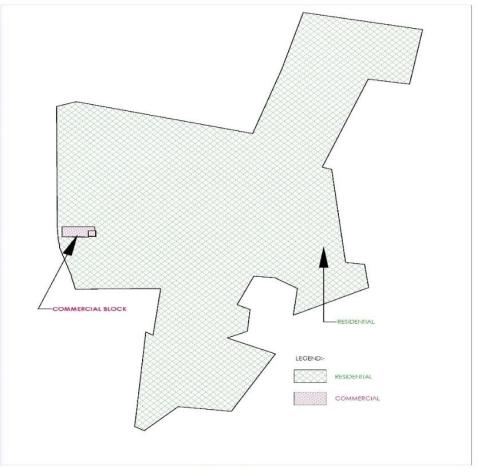 COMMERCIAL BLOCK
RESIDENTIAL
LEGEND:-
RESIDENTIAL
COMMERCIAL